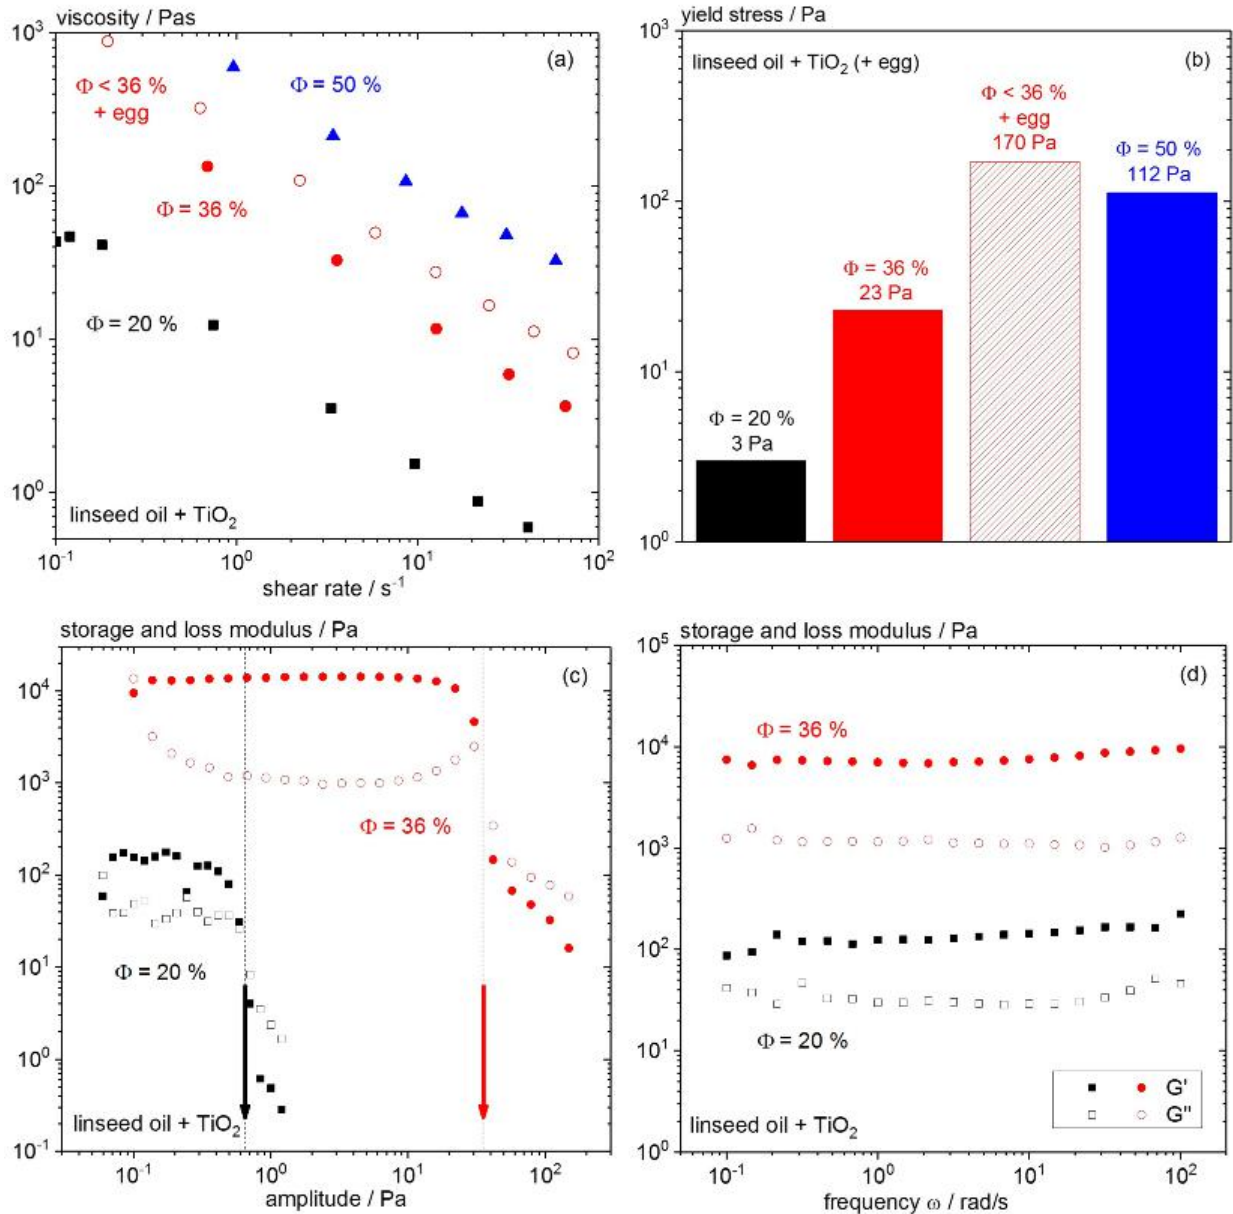 viscosity / Pas
(a)
10³
10²
10¹
10⁰
Φ < 36 %
+ egg
Φ = 50 %
Φ = 36 %
Φ = 20 %
linseed oil + TiO₂
10⁻¹ 10⁰ 10¹ 10²
shear rate / s⁻¹
yield stress / Pa
(b)
10³
10²
10¹
10⁰
linseed oil + TiO₂ (+ egg)
Φ < 36 %
+ egg
170 Pa
Φ = 50 %
112 Pa
Φ = 36 %
23 Pa
Φ = 20 %
3 Pa
storage and loss modulus / Pa
(c)
10⁴
10³
10²
10¹
10⁰
10⁻¹
Φ = 36 %
Φ = 20 %
linseed oil + TiO₂
10⁻¹ 10⁰ 10¹ 10²
amplitude / Pa
storage and loss modulus / Pa
(d)
10⁵
10⁴
10³
10²
10¹
10⁰
Φ = 36 %
Φ = 20 %
G'
G''
linseed oil + TiO₂
10⁻¹ 10⁰ 10¹ 10²
frequency ω / rad/s